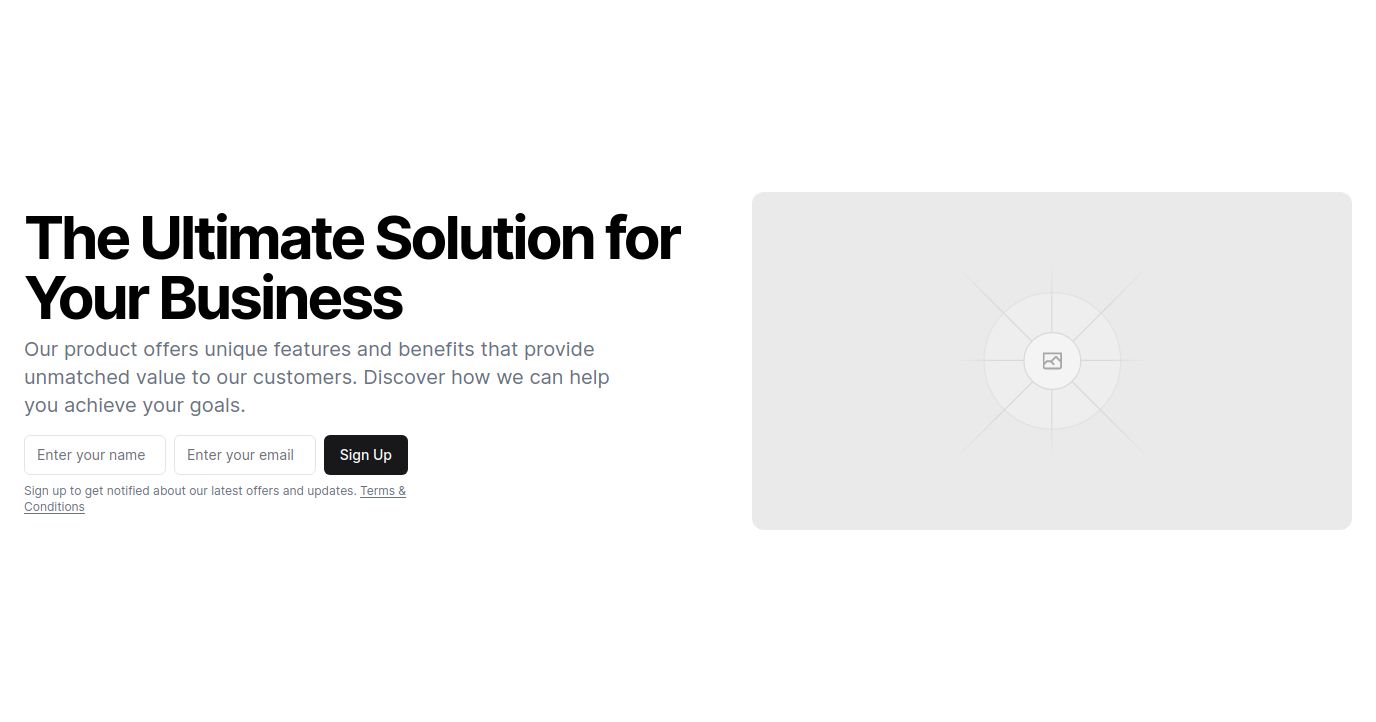 The Ultimate Solution for
Your Business
Our product offers unique features and benefits that provide
unmatched value to our customers. Discover how we can help
you achieve your goals.
Enter your name
Enter your email
Sign Up
Sign up to get notified about our latest offers and updates. Terms &
Conditions